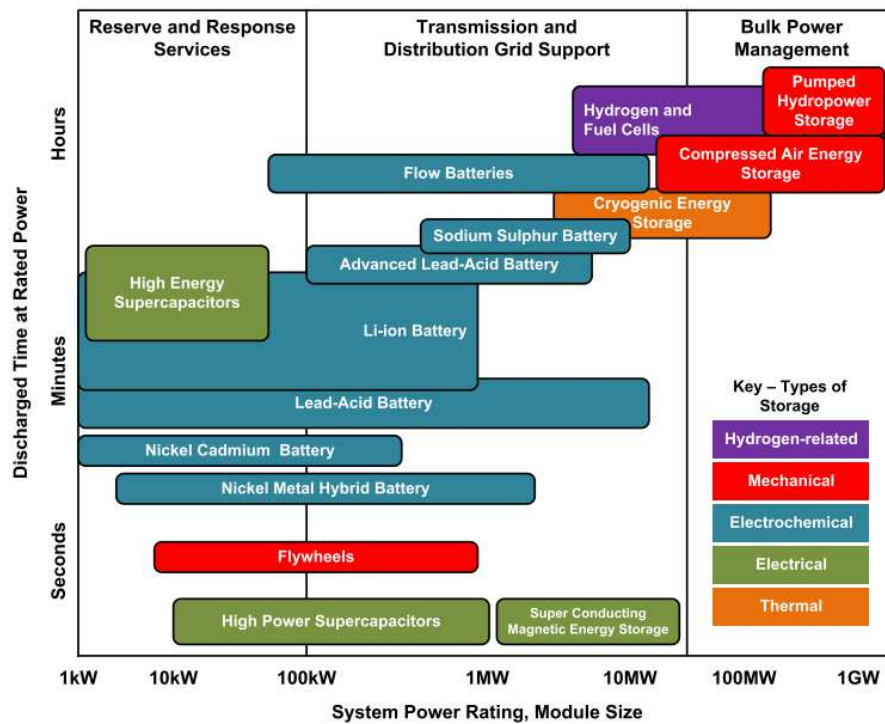 Reserve and Response
Services
Transmission and
Distribution Grid Support
Bulk Power
Management
Discharged Time at Rated Power
Hours
Minutes
Seconds
Pumped
Hydropower
Storage
Hydrogen and
Fuel Cells
Compressed Air Energy
Storage
Flow Batteries
Cryogenic Energy
Storage
Sodium Sulphur Battery
Advanced Lead-Acid Battery
High Energy
Supercapacitors
Li-ion Battery
Lead-Acid Battery
Nickel Cadmium Battery
Nickel Metal Hybrid Battery
Flywheels
High Power Supercapacitors
Super Conducting
Magnetic Energy Storage
Key – Types of
Storage
Hydrogen-related
Mechanical
Electrochemical
Electrical
Thermal
1kW 10kW 100kW 1MW 10MW 100MW 1GW
System Power Rating, Module Size